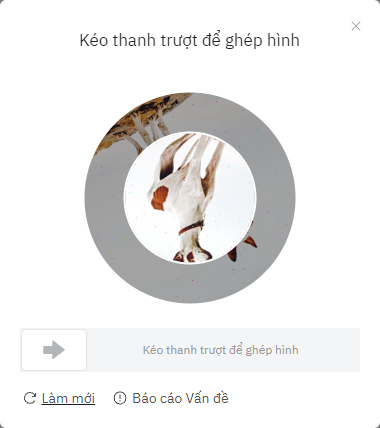 Kéo thanh trượt để ghép hình
Kéo thanh trượt để ghép hình
Làm mới
Báo cáo Vấn đề